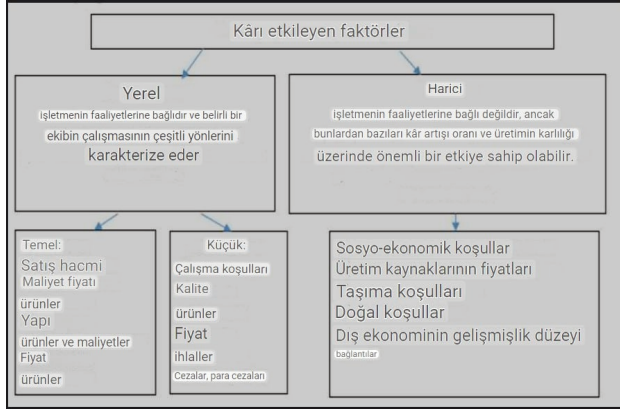 Kârı etkileyen faktörler
Yerel
işletmenin faaliyetlerine bağlıdır ve belirli bir
ekibin çalışmasının çeşitli yönlerini
karakterize eder
Harici
işletmenin faaliyetlerine bağlı değildir, ancak
bunlardan bazıları kâr artışı oranı ve üretimin karlılığı
üzerinde önemli bir etkiye sahip olabilir.
Temel:
Satış hacmi
Maliyet fiyatı
ürünler
Yapı
ürünler ve maliyetler
Fiyat
ürünler
Küçük:
Çalışma koşulları
Kalite
ürünler
Fiyat
ihlaller
Cezalar, para cezaları
Sosyo-ekonomik koşullar
Üretim kaynaklarının fiyatları
Taşıma koşulları
Doğal koşullar
Dış ekonominin gelişmişlik düzeyi
bağlantılar